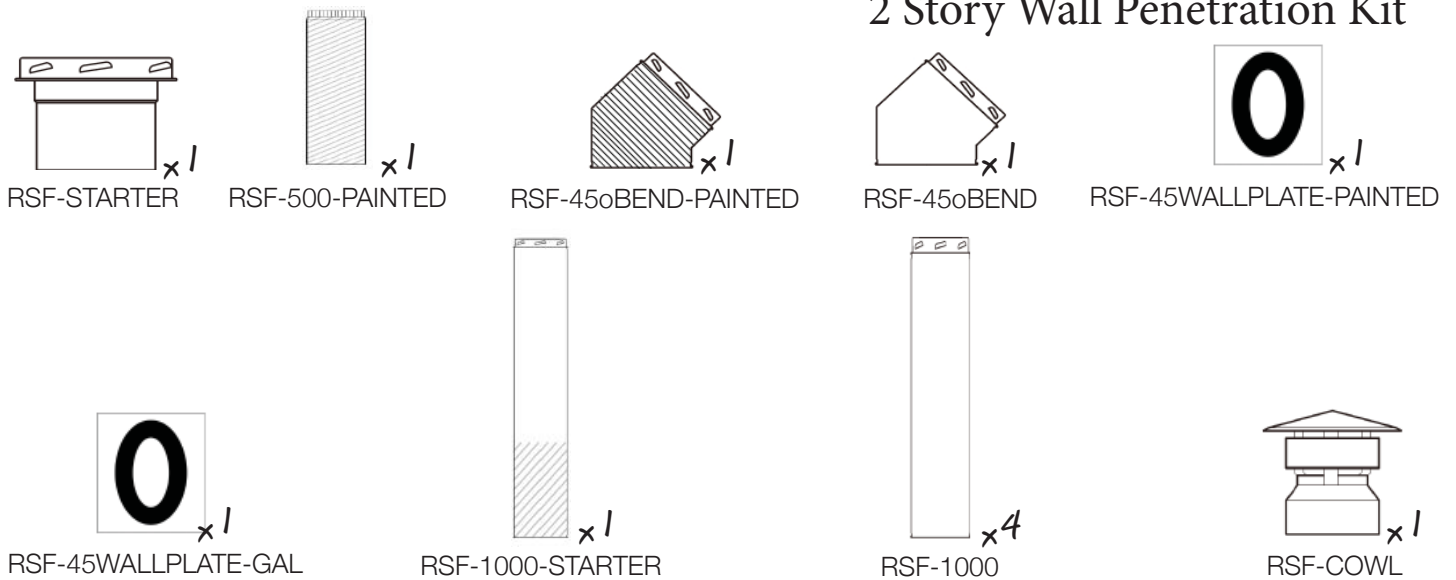 2 Story Wall Penetration Kit
x1 x1 x1 x1 x1
RSF-STARTER RSF-500-PAINTED RSF-45oBEND-PAINTED RSF-45oBEND RSF-45WALLPLATE-PAINTED
x1 x1 x4 x1
RSF-45WALLPLATE-GAL RSF-1000-STARTER RSF-1000 RSF-COWL